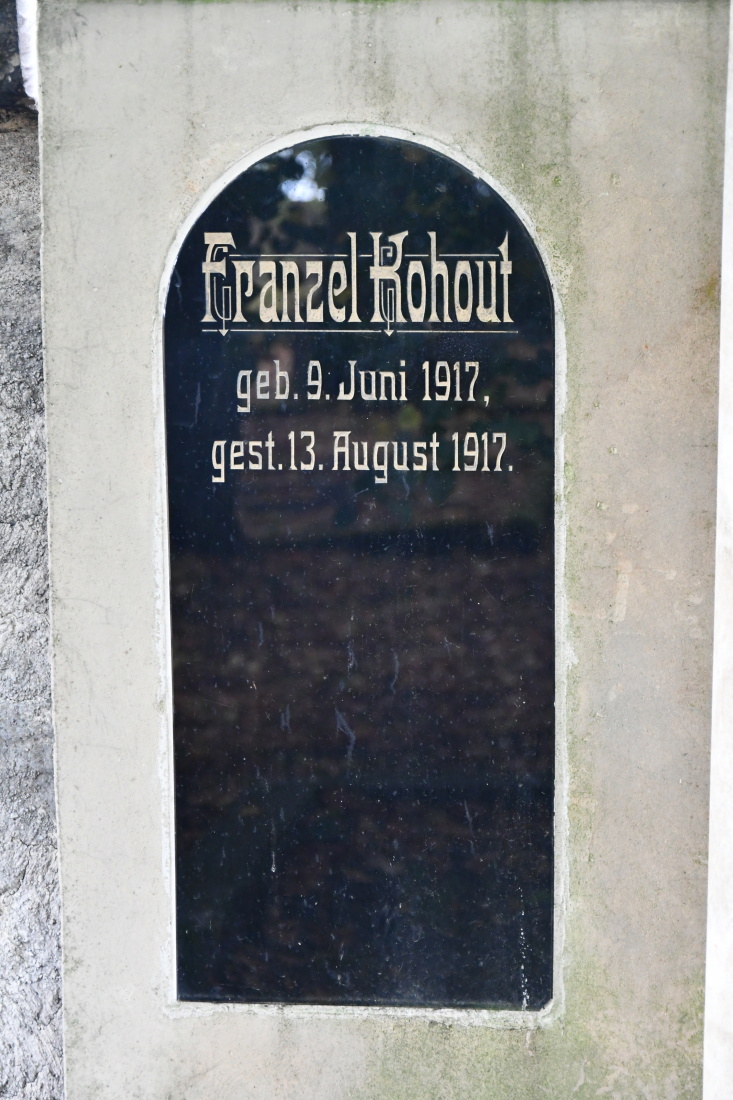 Franzel Kohout
geb. 9. Juni 1917,
gest. 13. August 1917.